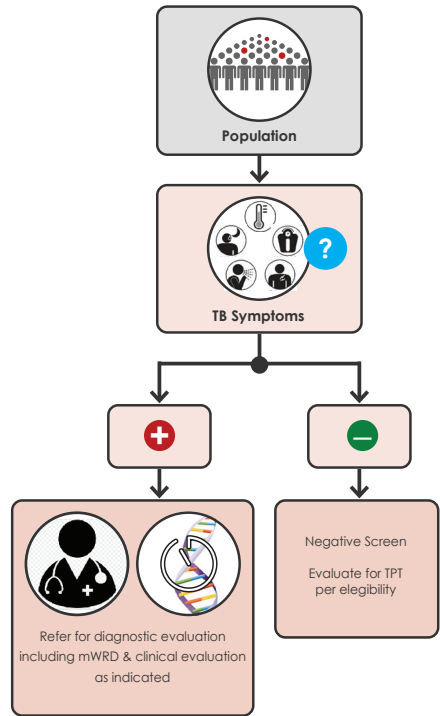 Population
?
TB Symptoms
+
–
Refer for diagnostic evaluation
including mWRD & clinical evaluation
as indicated
Negative Screen
Evaluate for TPT
per elegibility